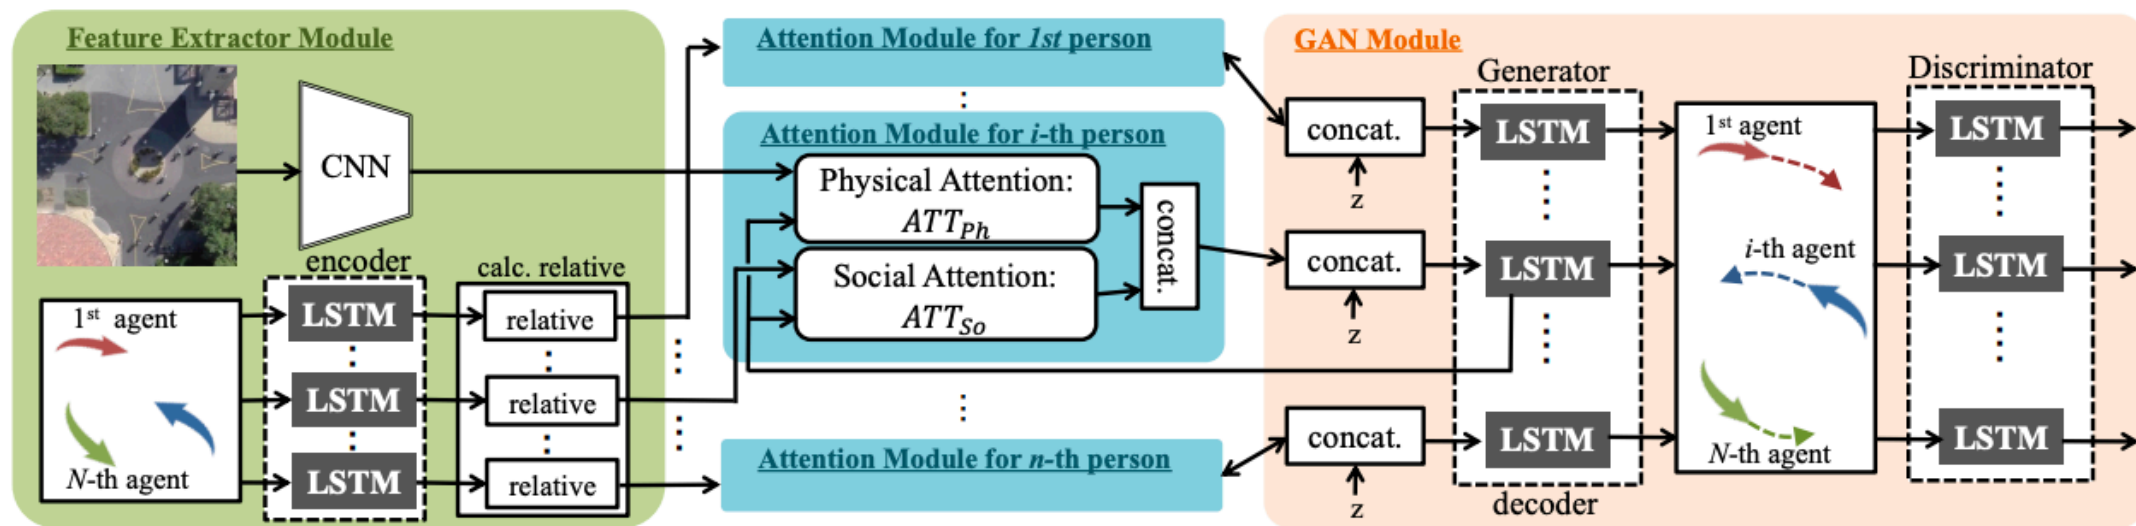 Feature Extractor Module
CNN
encoder
calc. relative
1st agent
N-th agent
LSTM
LSTM
LSTM
relative
relative
relative
Attention Module for 1st person
Attention Module for i-th person
Physical Attention:
ATT_Ph
Social Attention:
ATT_So
concat.
Attention Module for n-th person
GAN Module
concat.
z
concat.
z
concat.
z
Generator
LSTM
LSTM
LSTM
decoder
1st agent
i-th agent
N-th agent
Discriminator
LSTM
LSTM
LSTM